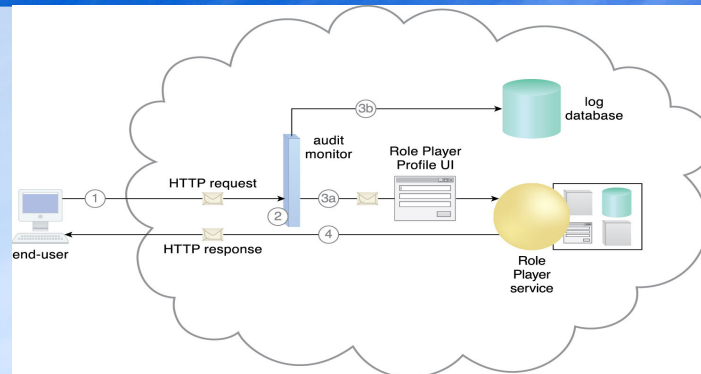 3b
log
database
audit
monitor
Role Player
Profile UI
HTTP request
1
3a
2
4
HTTP response
end-user
Role
Player
service